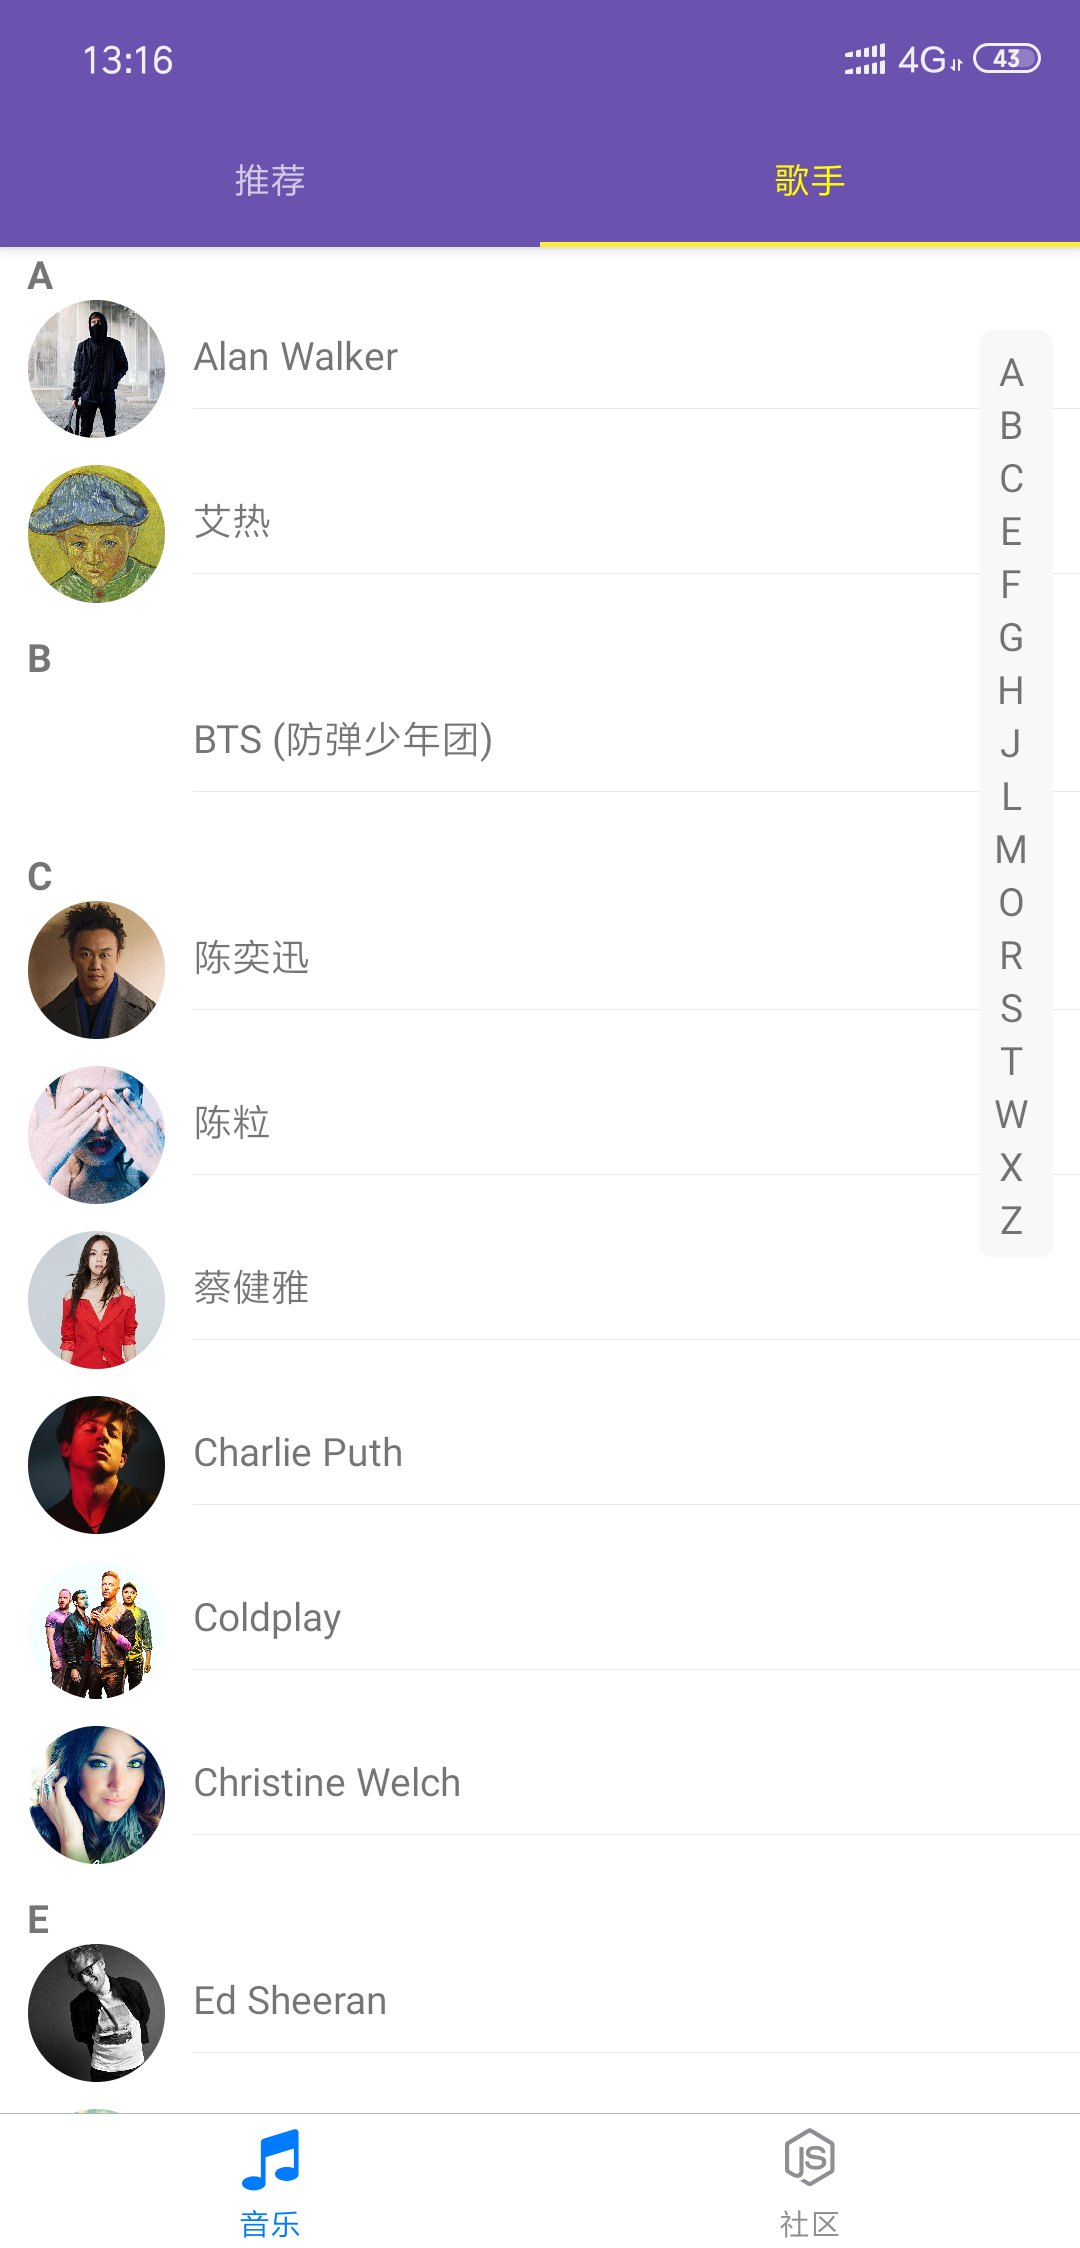 13:16 4G 43
推荐 歌手
A
Alan Walker
艾热
B
BTS (防弹少年团)
C
陈奕迅
陈粒
蔡健雅
Charlie Puth
Coldplay
Christine Welch
E
Ed Sheeran
A
B
C
E
F
G
H
J
L
M
O
R
S
T
W
X
Z
JS
音乐 社区